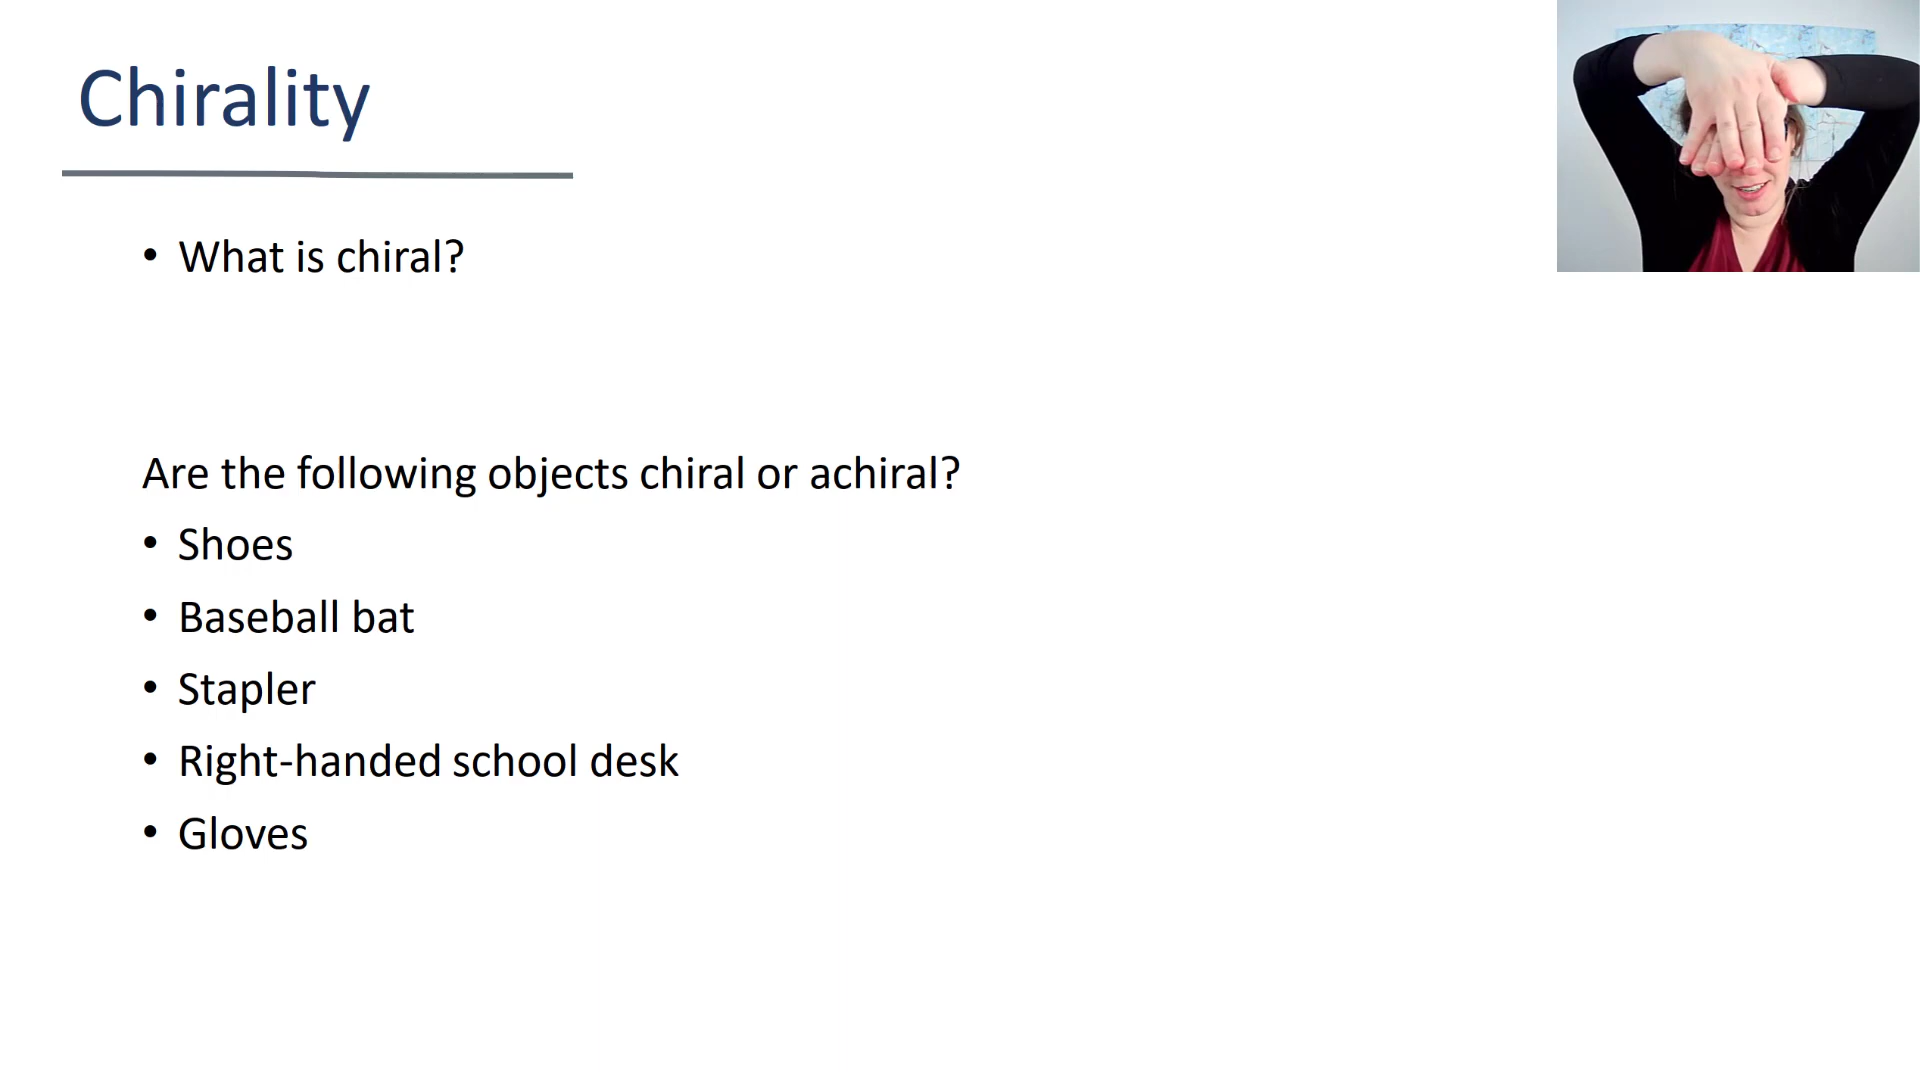 Chirality
• What is chiral?
Are the following objects chiral or achiral?
• Shoes
• Baseball bat
• Stapler
• Right-handed school desk
• Gloves